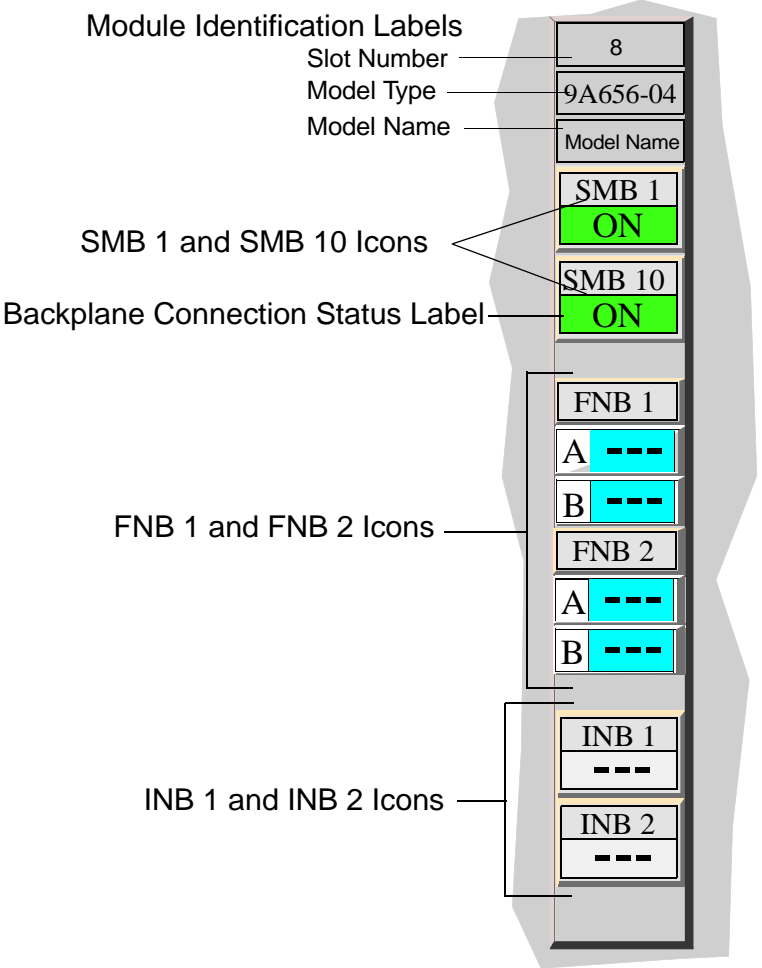 Module Identification Labels
Slot Number
8
Model Type
9A656-04
Model Name
Model Name
SMB 1
ON
SMB 1 and SMB 10 Icons
SMB 10
Backplane Connection Status Label
ON
FNB 1
A ---
B ---
FNB 1 and FNB 2 Icons
FNB 2
A ---
B ---
INB 1
---
INB 1 and INB 2 Icons
INB 2
---